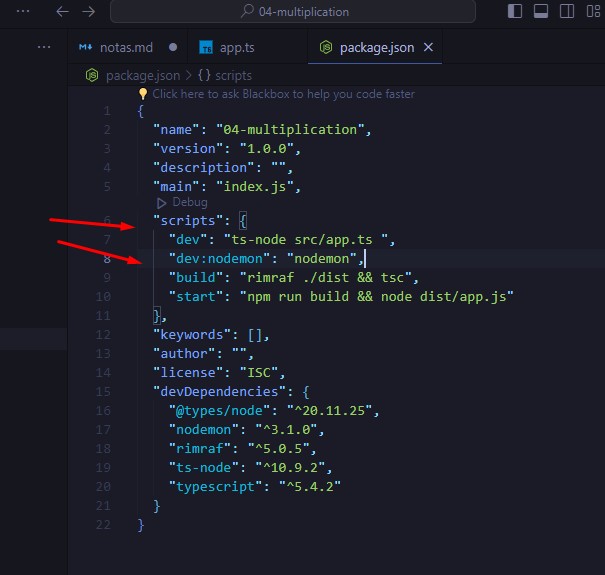 04-multiplication
notas.md
TS app.ts
package.json
package.json > {} scripts
Click here to ask Blackbox to help you code faster
1 {
2 "name": "04-multiplication",
3 "version": "1.0.0",
4 "description": "",
5 "main": "index.js",
Debug
6 "scripts": {
7 "dev": "ts-node src/app.ts ",
8 "dev:nodemon": "nodemon",
9 "build": "rimraf ./dist && tsc",
10 "start": "npm run build && node dist/app.js"
11 },
12 "keywords": [],
13 "author": "",
14 "license": "ISC",
15 "devDependencies": {
16 "@types/node": "^20.11.25",
17 "nodemon": "^3.1.0",
18 "rimraf": "^5.0.5",
19 "ts-node": "^10.9.2",
20 "typescript": "^5.4.2"
21 }
22 }